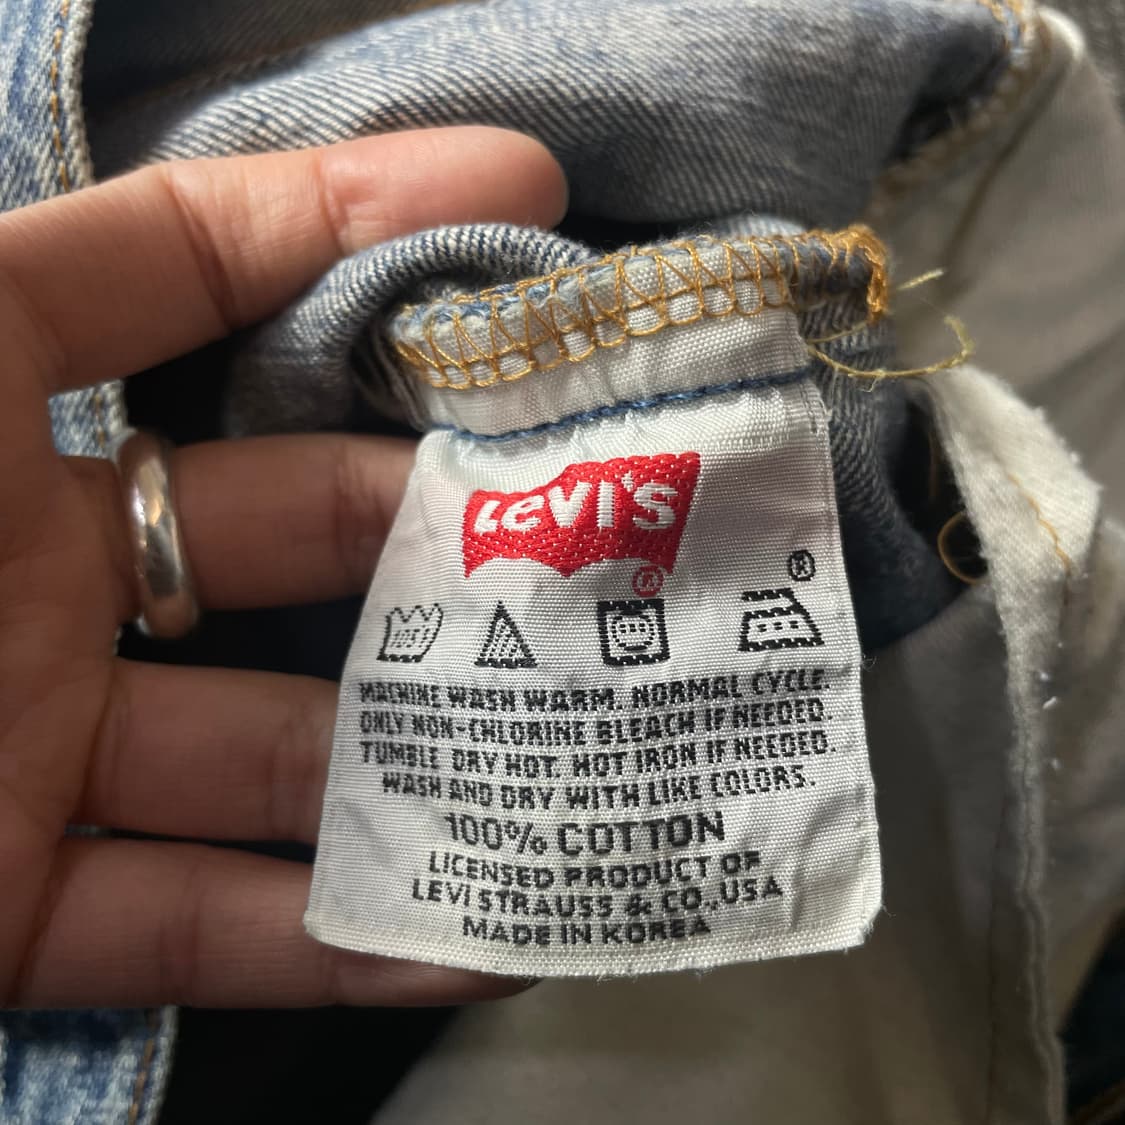 LEVI'S
®
®
105°F
MACHINE WASH WARM. NORMAL CYCLE.
ONLY NON-CHLORINE BLEACH IF NEEDED.
TUMBLE DRY HOT. HOT IRON IF NEEDED.
WASH AND DRY WITH LIKE COLORS.
100% COTTON
LICENSED PRODUCT OF
LEVI STRAUSS & CO.,USA
MADE IN KOREA